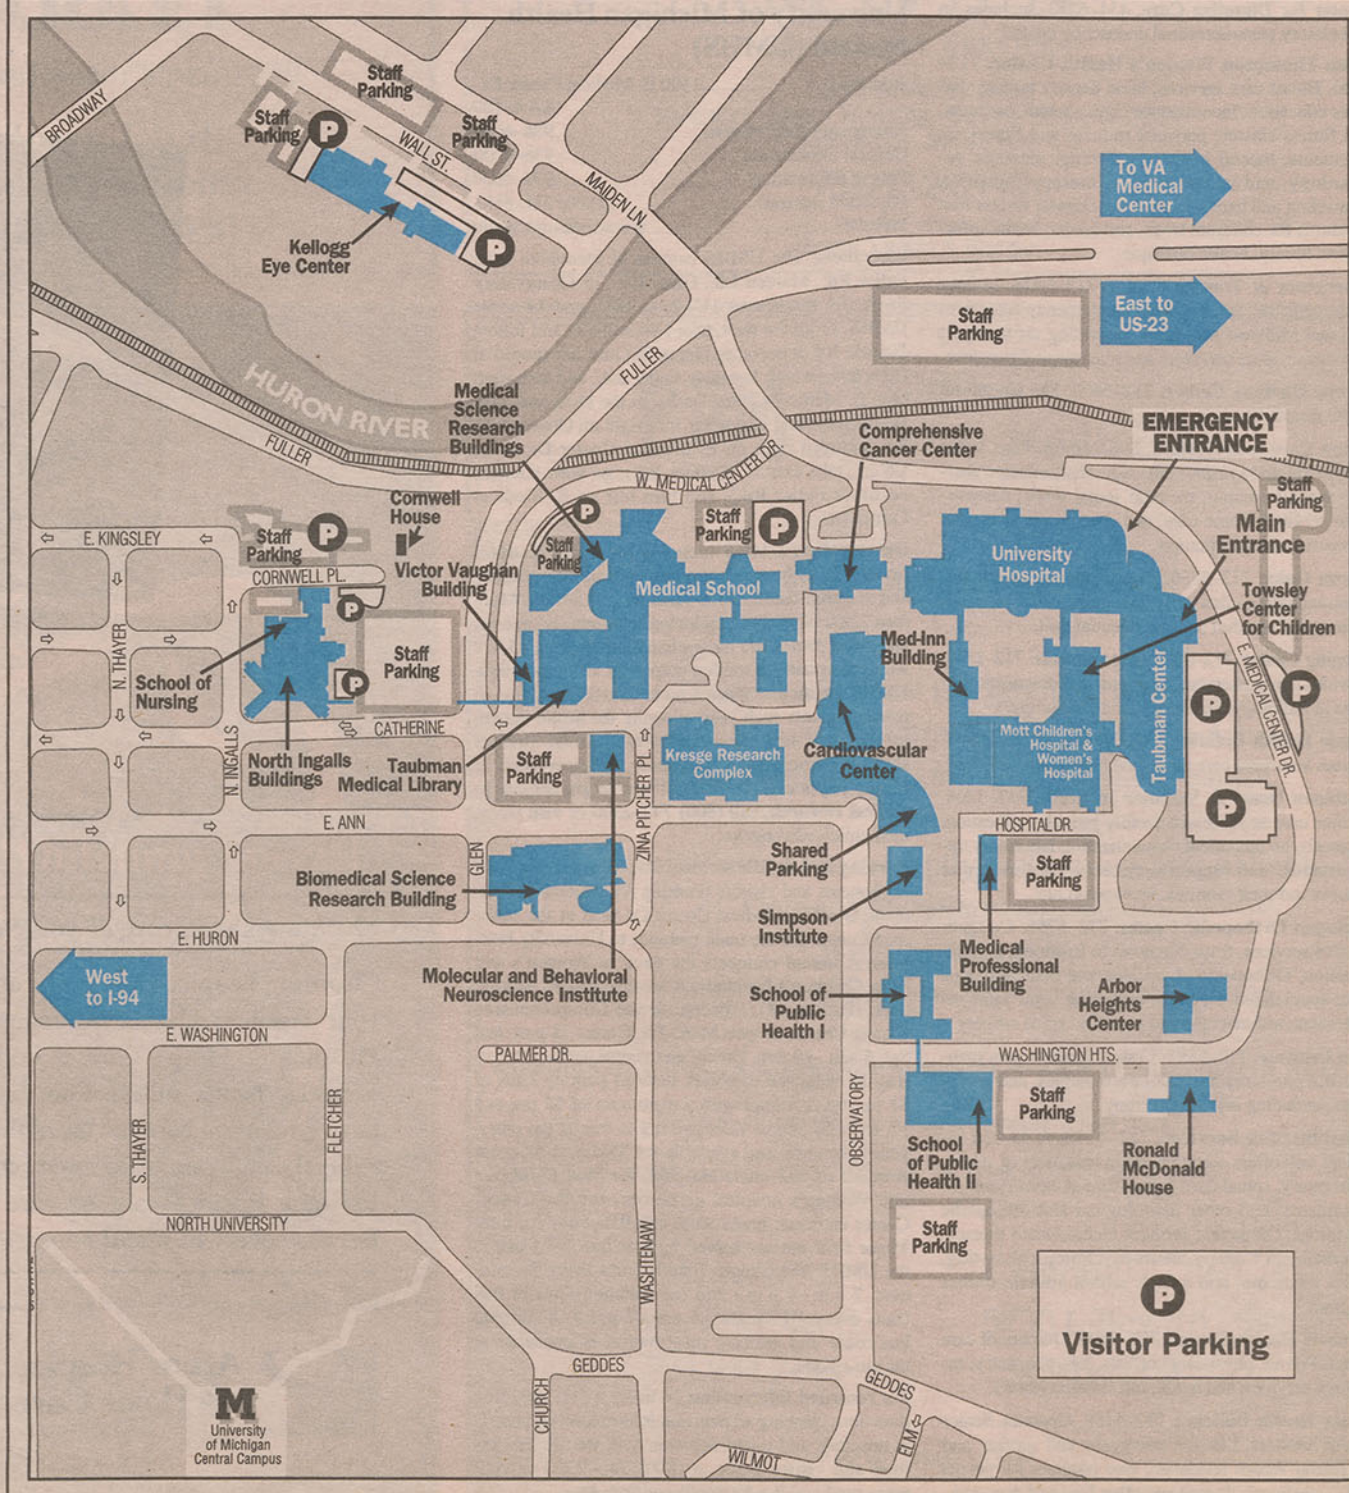 BROADWAY
Staff
Parking
Staff
Parking
P
Staff
Parking
WALL ST.
MAIDEN LN.
Kellogg
Eye Center
P
To VA
Medical
Center
East to
US-23
Staff
Parking
HURON RIVER
FULLER
FULLER
Medical
Science
Research
Buildings
W. MEDICAL CENTER DR.
Comprehensive
Cancer Center
EMERGENCY
ENTRANCE
Staff
Parking
Main
Entrance
E. KINGSLEY
Staff
Parking
P
Cornwell
House
CORNWELL PL.
Victor Vaughan
Building
P
Staff
Parking
Staff
Parking
P
Medical School
University
Hospital
Towsley
Center
for Children
Med-Inn
Building
N. THAYER
School of
Nursing
P
P
Staff
Parking
CATHERINE
N. INGALLS
North Ingalls
Buildings
Taubman
Medical Library
Staff
Parking
ZINA PITCHER PL.
Kresge Research
Complex
Cardiovascular
Center
Mott Children's
Hospital &
Women's
Hospital
Taubman Center
P
P
P
E. MEDICAL CENTER DR.
E. ANN
GLEN
HOSPITAL DR.
Shared
Parking
Staff
Parking
Biomedical Science
Research Building
Simpson
Institute
E. HURON
West
to I-94
Molecular and Behavioral
Neuroscience Institute
Medical
Professional
Building
School of
Public
Health I
Arbor
Heights
Center
E. WASHINGTON
PALMER DR.
WASHINGTON HTS.
S. THAYER
FLETCHER
OBSERVATORY
Staff
Parking
School
of Public
Health II
Ronald
McDonald
House
NORTH UNIVERSITY
WASHTENAW
Staff
Parking
P
Visitor Parking
GEDDES
GEDDES
CHURCH
ELM
WILMOT
M
University
of Michigan
Central Campus